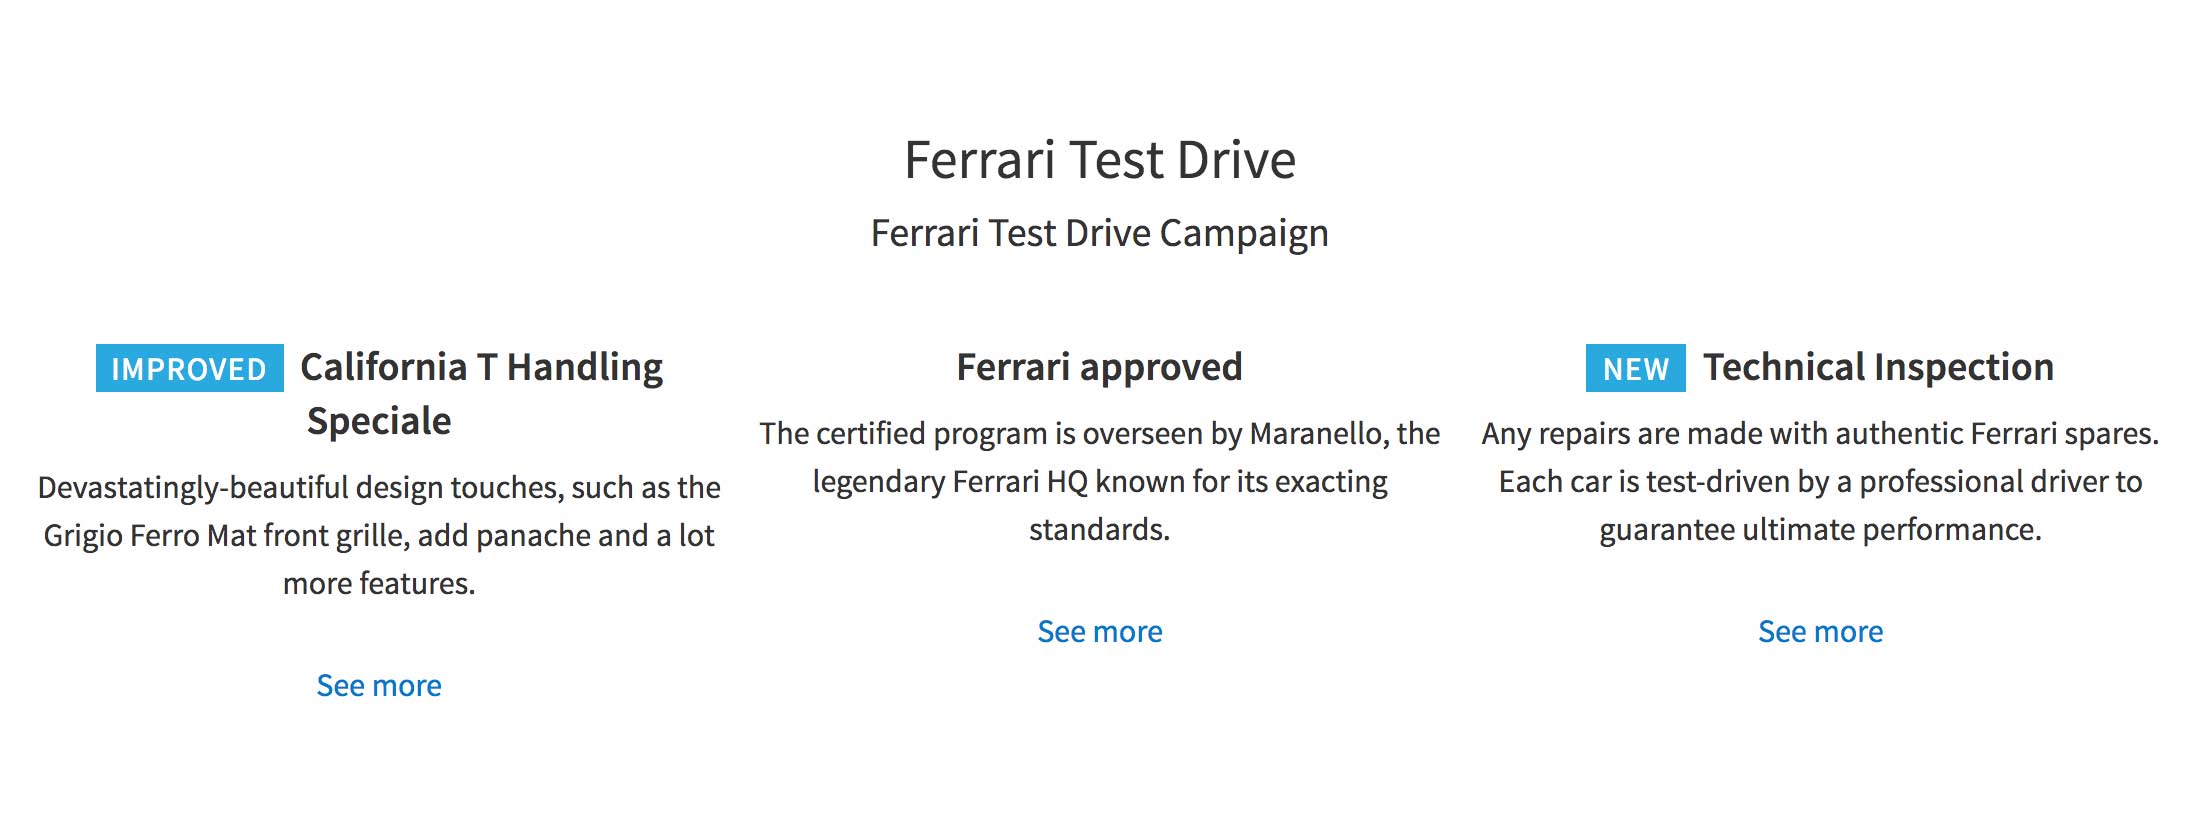 Ferrari Test Drive
Ferrari Test Drive Campaign
IMPROVED California T Handling
Speciale
Devastatingly-beautiful design touches, such as the
Grigio Ferro Mat front grille, add panache and a lot
more features.
See more
Ferrari approved
The certified program is overseen by Maranello, the
legendary Ferrari HQ known for its exacting
standards.
See more
NEW Technical Inspection
Any repairs are made with authentic Ferrari spares.
Each car is test-driven by a professional driver to
guarantee ultimate performance.
See more